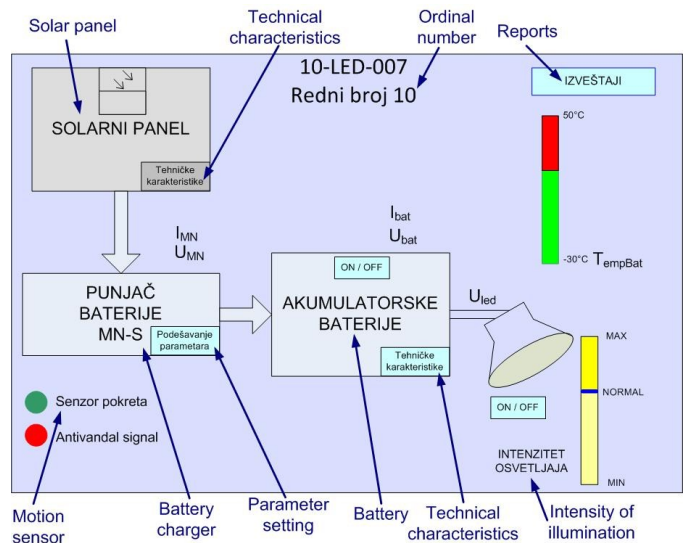 Solar panel
Technical
characteristics
Ordinal
number
Reports
10-LED-007
Redni broj 10
IZVEŠTAJI
SOLARNI PANEL
Tehničke
karakteristike
50°C
-30°C
TempBat
IMN
UMN
Ibat
Ubat
ON / OFF
PUNJAČ
BATERIJE
MN-S
Podešavanje
parametara
AKUMULATORSKE
BATERIJE
Tehničke
karakteristike
Uled
MAX
NORMAL
MIN
ON / OFF
Senzor pokreta
Antivandal signal
INTENZITET
OSVETLJAJA
Motion
sensor
Battery
charger
Parameter
setting
Battery
Technical
characteristics
Intensity of
illumination